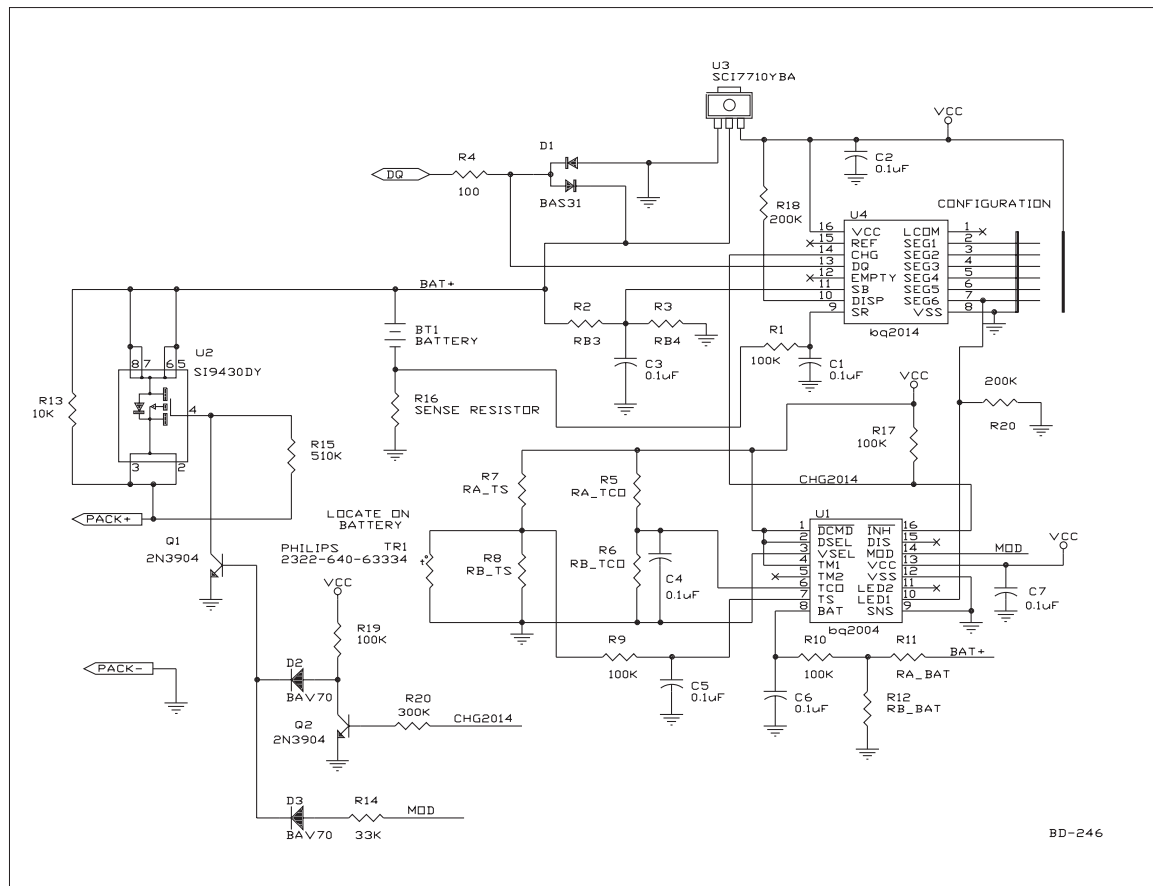 U3
SCI7710YBA
VCC
D1
R4
DQ
100
BAS31
C2
0.1uF
R18
200K
CONFIGURATION
U4
16 VCC LCOM 1
15 REF SEG1 2
14 CHG SEG2 3
13 DQ SEG3 4
12 EMPTY SEG4 5
11 SB SEG5 6
10 DISP SEG6 7
9 SR VSS 8
bq2014
BAT+
R2
RB3
R3
RB4
BT1
BATTERY
R1
100K
C1
0.1uF
C3
0.1uF
U2
SI9430DY
8 7 6 5
4
3 2
R13
10K
R15
510K
R16
SENSE RESISTOR
VCC
200K
R20
R17
100K
CHG2014
R7
RA_TS
R5
RA_TCO
PACK+
LOCATE ON
BATTERY
PHILIPS
2322-640-63334
TR1
t°
R8
RB_TS
R6
RB_TCO
C4
0.1uF
U1
1 DCMD INH 16
2 DSEL DIS 15
3 VSEL MOD 14
4 TM1 VCC 13
5 TM2 VSS 12
6 TCO LED2 11
7 TS LED1 10
8 BAT SNS 9
bq2004
MOD
VCC
C7
0.1uF
Q1
2N3904
VCC
R19
100K
R9
100K
C5
0.1uF
R10
100K
R11
RA_BAT
BAT+
C6
0.1uF
R12
RB_BAT
PACK-
D2
BAV70
Q2
2N3904
R20
300K
CHG2014
D3
BAV70
R14
33K
MOD
BD-246